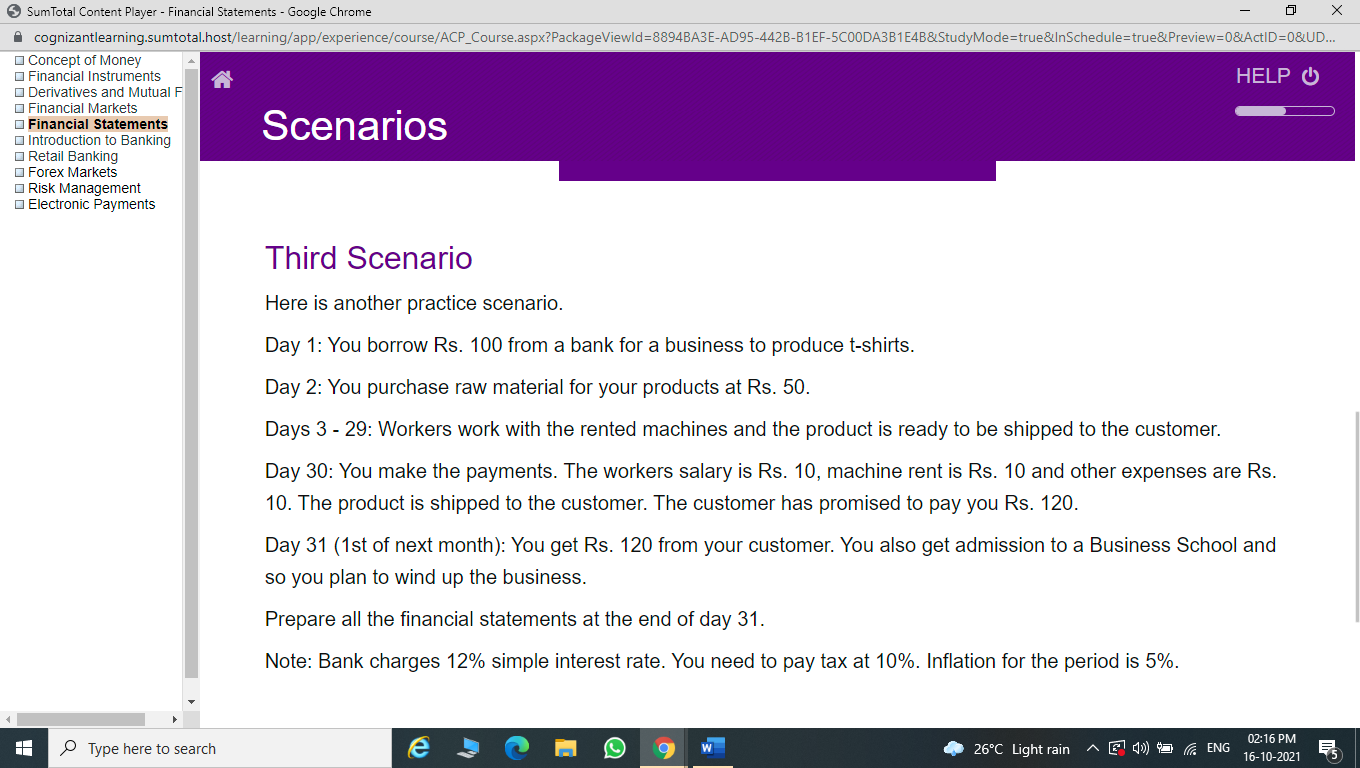 SumTotal Content Player - Financial Statements - Google Chrome
cognizantlearning.sumtotal.host/learning/app/experience/course/ACP_Course.aspx?PackageViewId=8894BA3E-AD95-442B-B1EF-5C00DA3B1E4B&StudyMode=true&InSchedule=true&Preview=0&ActID=0&UD...
Concept of Money
Financial Instruments
Derivatives and Mutual F
Financial Markets
Financial Statements
Introduction to Banking
Retail Banking
Forex Markets
Risk Management
Electronic Payments
HELP
Scenarios
Third Scenario
Here is another practice scenario.
Day 1: You borrow Rs. 100 from a bank for a business to produce t-shirts.
Day 2: You purchase raw material for your products at Rs. 50.
Days 3 - 29: Workers work with the rented machines and the product is ready to be shipped to the customer.
Day 30: You make the payments. The workers salary is Rs. 10, machine rent is Rs. 10 and other expenses are Rs.
10. The product is shipped to the customer. The customer has promised to pay you Rs. 120.
Day 31 (1st of next month): You get Rs. 120 from your customer. You also get admission to a Business School and
so you plan to wind up the business.
Prepare all the financial statements at the end of day 31.
Note: Bank charges 12% simple interest rate. You need to pay tax at 10%. Inflation for the period is 5%.
Type here to search
W
26°C Light rain
ENG
02:16 PM
16-10-2021
5